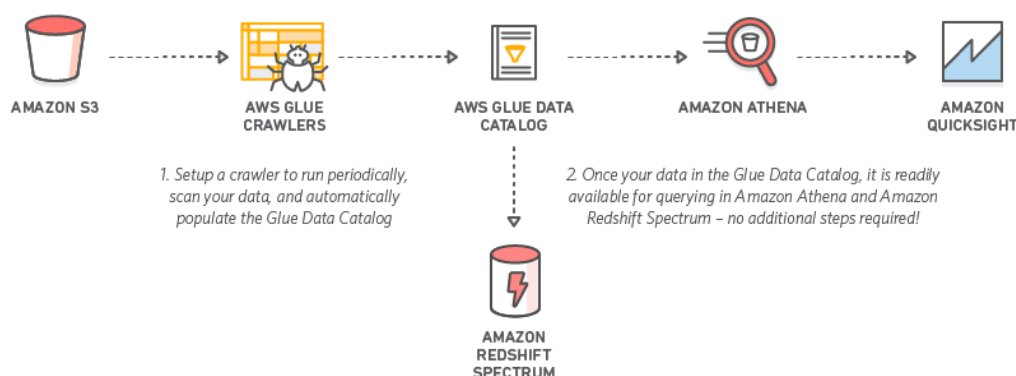 AMAZON S3
AWS GLUE
CRAWLERS
AWS GLUE DATA
CATALOG
AMAZON ATHENA
AMAZON
QUICKSIGHT
1. Setup a crawler to run periodically,
scan your data, and automatically
populate the Glue Data Catalog
2. Once your data in the Glue Data Catalog, it is readily
available for querying in Amazon Athena and Amazon
Redshift Spectrum – no additional steps required!
AMAZON
REDSHIFT
SPECTRUM